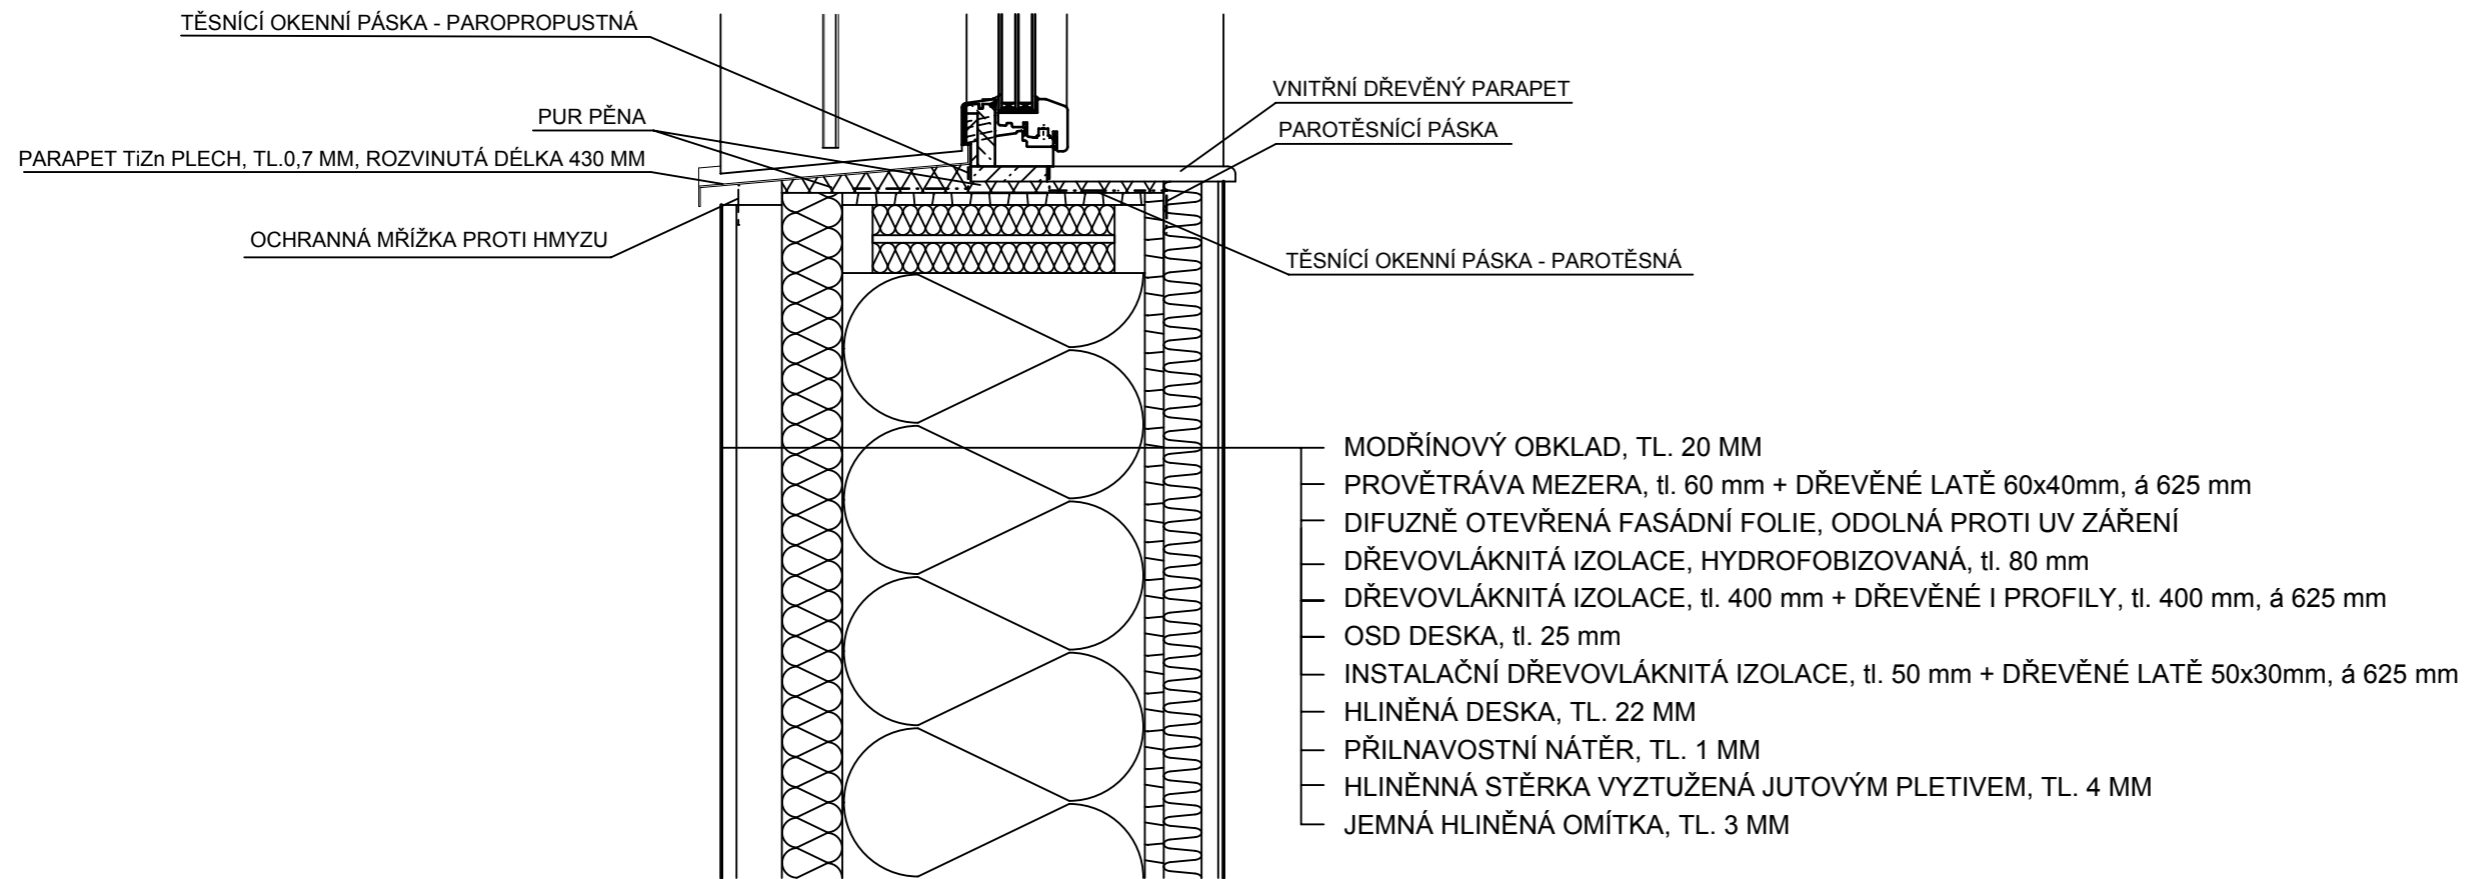 TĚSNÍCÍ OKENNÍ PÁSKA - PAROPROPUSTNÁ
PUR PĚNA
PARAPET TiZn PLECH, TL.0,7 MM, ROZVINUTÁ DÉLKA 430 MM
OCHRANNÁ MŘÍŽKA PROTI HMYZU
VNITŘNÍ DŘEVĚNÝ PARAPET
PAROTĚSNÍCÍ PÁSKA
TĚSNÍCÍ OKENNÍ PÁSKA - PAROTĚSNÁ
MODŘÍNOVÝ OBKLAD, TL. 20 MM
PROVĚTRÁVA MEZERA, tl. 60 mm + DŘEVĚNÉ LATĚ 60x40mm, á 625 mm
DIFUZNĚ OTEVŘENÁ FASÁDNÍ FOLIE, ODOLNÁ PROTI UV ZÁŘENÍ
DŘEVOVLÁKNITÁ IZOLACE, HYDROFOBIZOVANÁ, tl. 80 mm
DŘEVOVLÁKNITÁ IZOLACE, tl. 400 mm + DŘEVĚNÉ I PROFILY, tl. 400 mm, á 625 mm
OSD DESKA, tl. 25 mm
INSTALAČNÍ DŘEVOVLÁKNITÁ IZOLACE, tl. 50 mm + DŘEVĚNÉ LATĚ 50x30mm, á 625 mm
HLINĚNÁ DESKA, TL. 22 MM
PŘILNAVOSTNÍ NÁTĚR, TL. 1 MM
HLINĚNNÁ STĚRKA VYZTUŽENÁ JUTOVÝM PLETIVEM, TL. 4 MM
JEMNÁ HLINĚNÁ OMÍTKA, TL. 3 MM